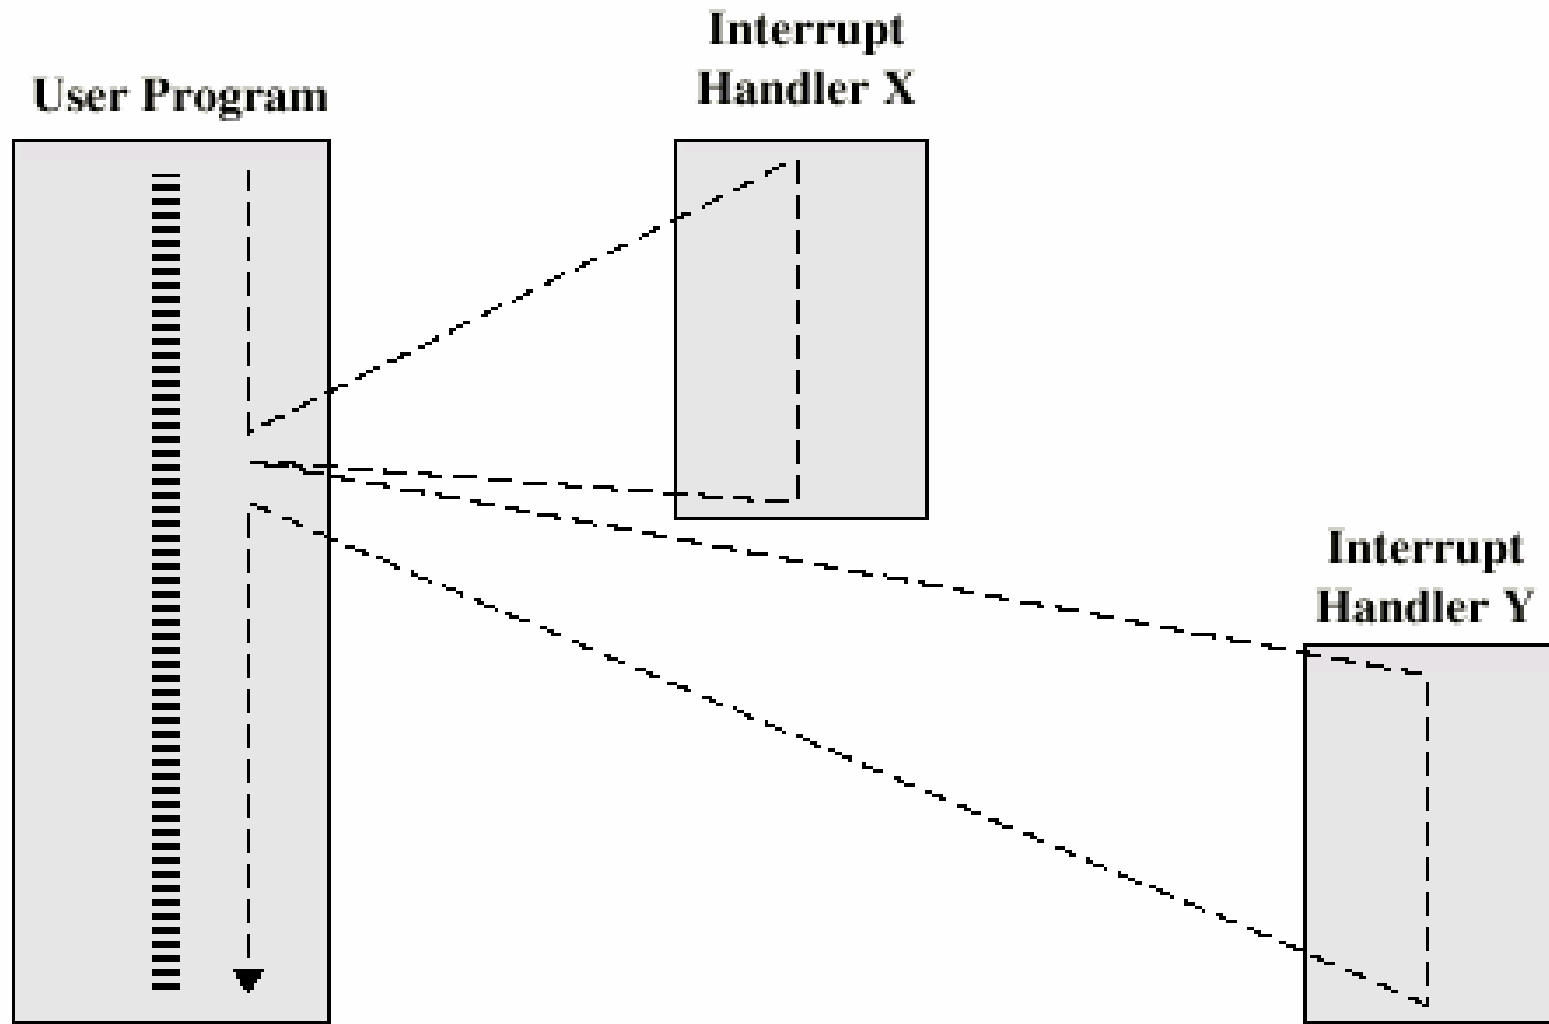 User Program
Interrupt
Handler X
Interrupt
Handler Y